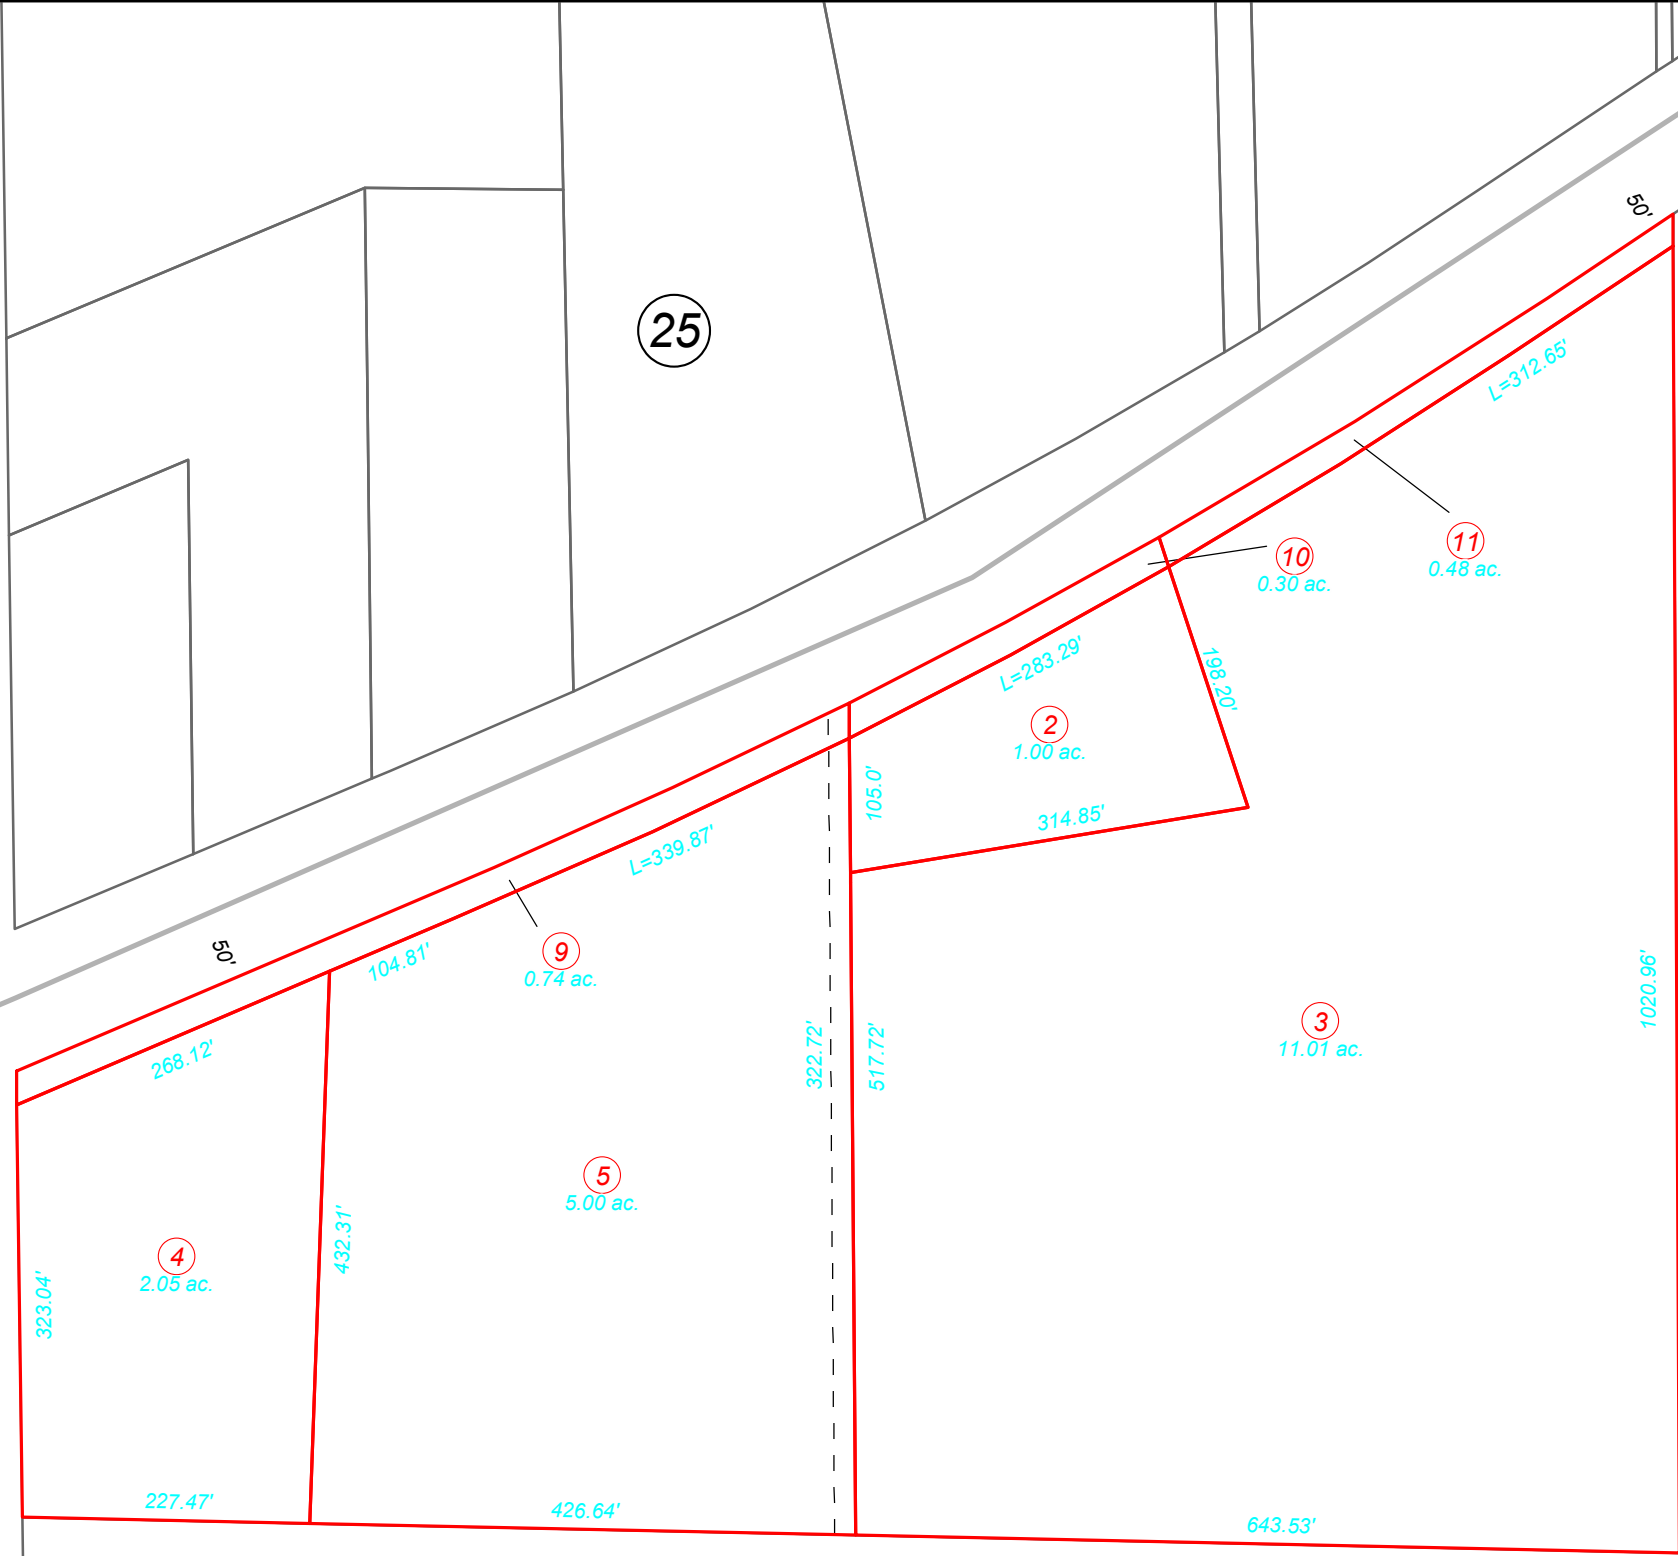 50'
25
L=312.65'
11
0.48 ac.
10
0.30 ac.
L=283.29'
198.20'
2
1.00 ac.
105.0'
314.85'
L=339.87'
50'
104.81'
9
0.74 ac.
268.12'
322.72'
517.72'
3
11.01 ac.
1020.96'
5
5.00 ac.
432.31'
4
2.05 ac.
323.04'
227.47'
426.64'
643.53'